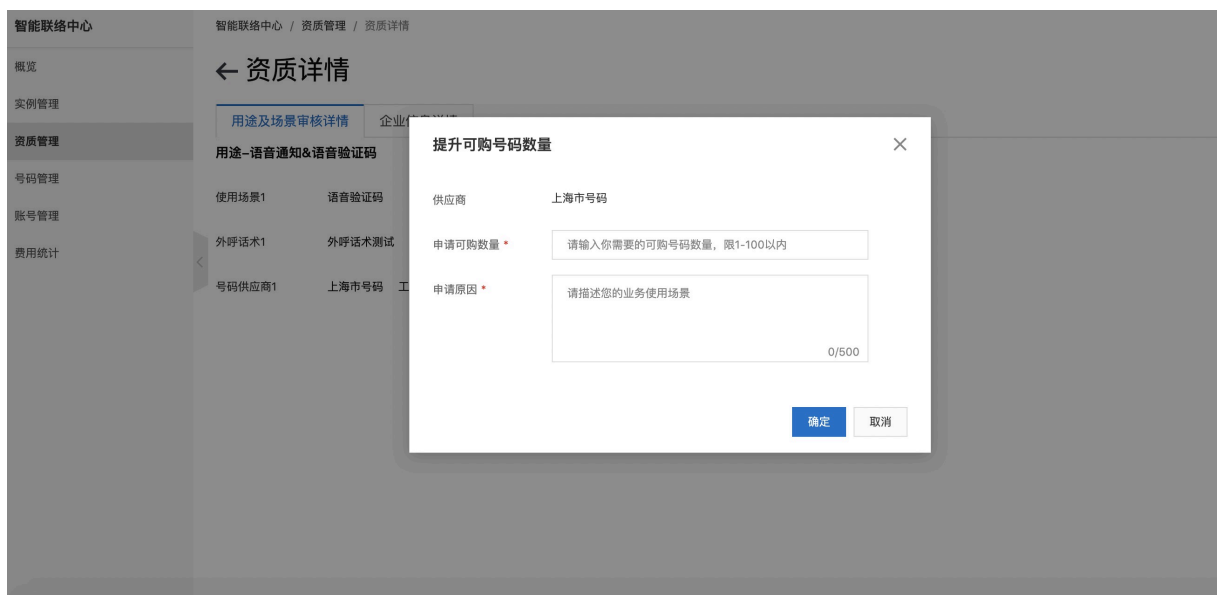 智能联络中心
智能联络中心 / 资质管理 / 资质详情
概览
实例管理
资质管理
号码管理
账号管理
费用统计
← 资质详情
用途及场景审核详情
用途–语音通知&语音验证码
使用场景1 语音验证码
外呼话术1 外呼话术测试
号码供应商1 上海市号码 工
提升可购号码数量
供应商 上海市号码
申请可购数量 * 请输入你需要的可购号码数量，限1-100以内
申请原因 * 请描述您的业务使用场景
0/500
确定 取消